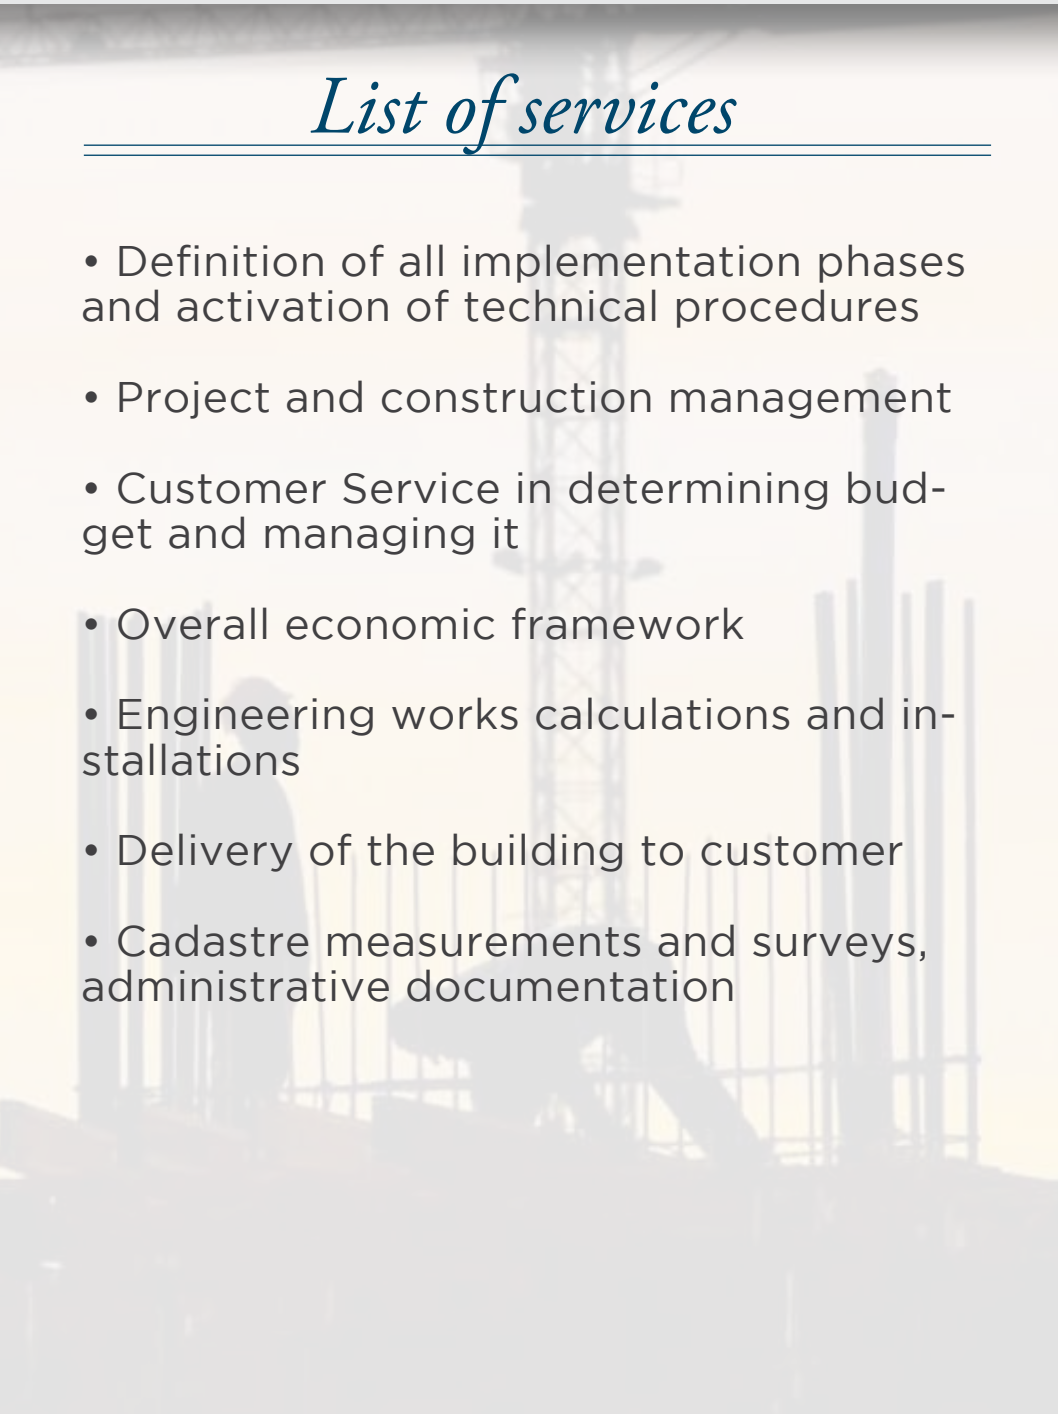 List of services
• Definition of all implementation phases
and activation of technical procedures
• Project and construction management
• Customer Service in determining bud-
get and managing it
• Overall economic framework
• Engineering works calculations and in-
stallations
• Delivery of the building to customer
• Cadastre measurements and surveys,
administrative documentation